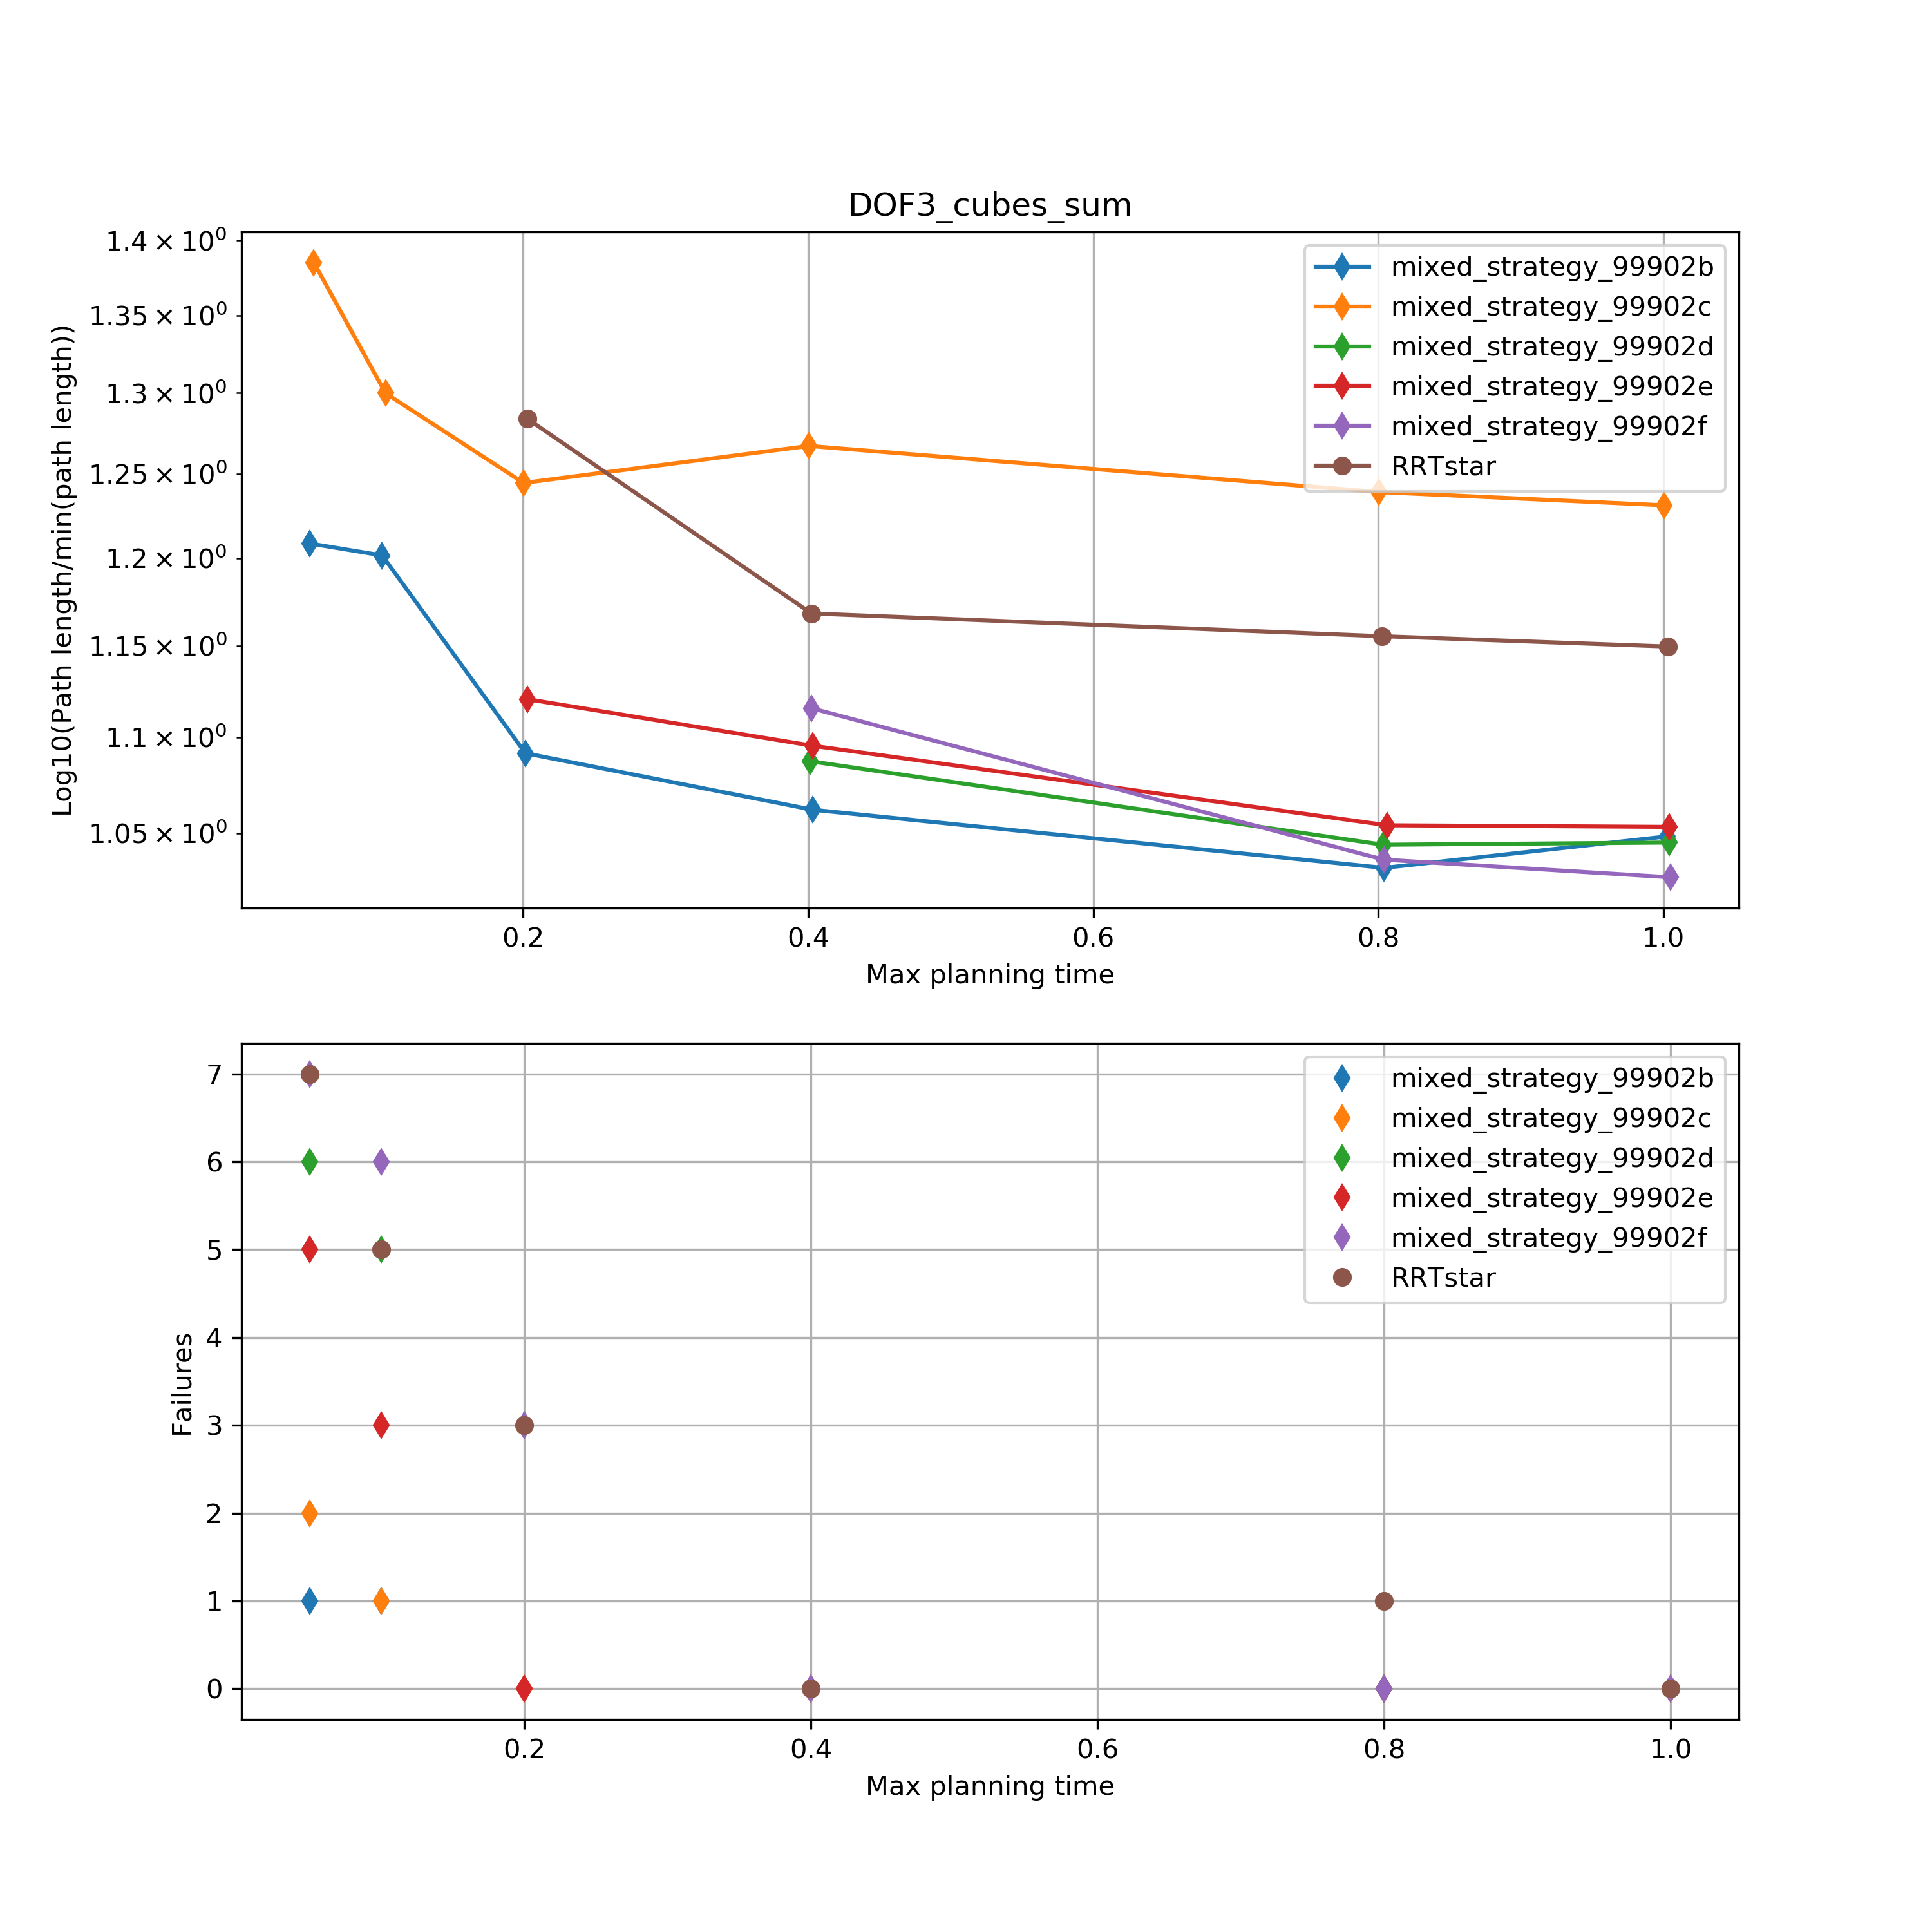 DOF3_cubes_sum
1.4 × 10⁰
1.35 × 10⁰
1.3 × 10⁰
1.25 × 10⁰
1.2 × 10⁰
1.15 × 10⁰
1.1 × 10⁰
1.05 × 10⁰
Log10(Path length/min(path length))
mixed_strategy_99902b
mixed_strategy_99902c
mixed_strategy_99902d
mixed_strategy_99902e
mixed_strategy_99902f
RRTstar
0.2 0.4 0.6 0.8 1.0
Max planning time
7
6
5
4
3
2
1
0
Failures
mixed_strategy_99902b
mixed_strategy_99902c
mixed_strategy_99902d
mixed_strategy_99902e
mixed_strategy_99902f
RRTstar
0.2 0.4 0.6 0.8 1.0
Max planning time